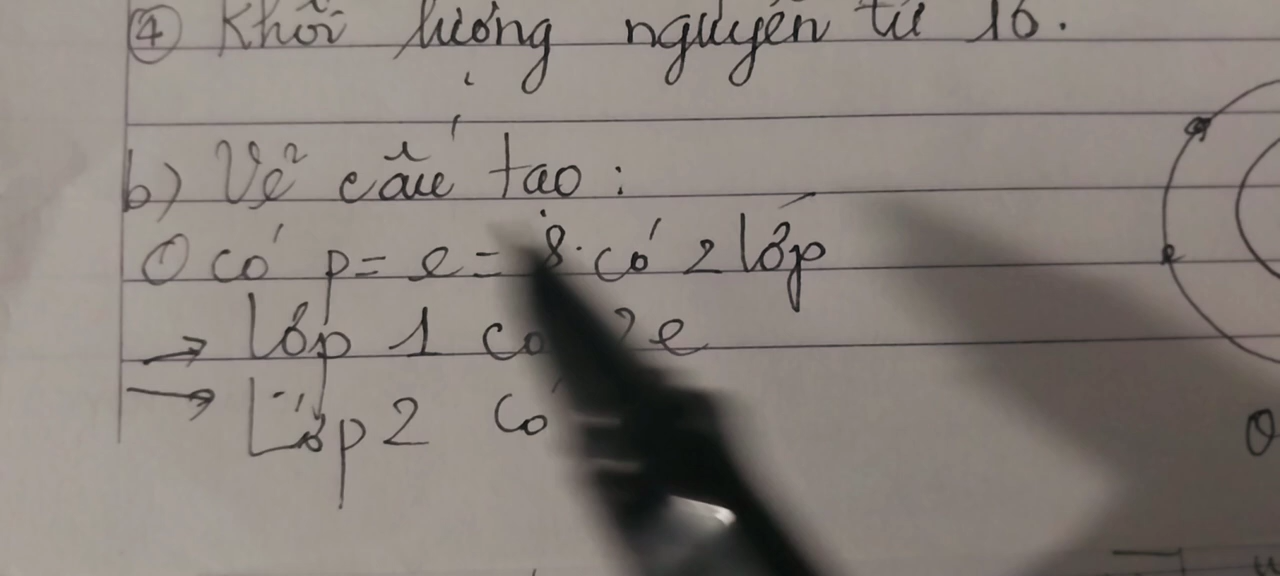 ④ Khối lượng nguyên tử 16.
b) Vẽ cấu tạo:
O có p = e = 8. có 2 lớp
→ Lớp 1 có 2e
→ Lớp 2 có
O